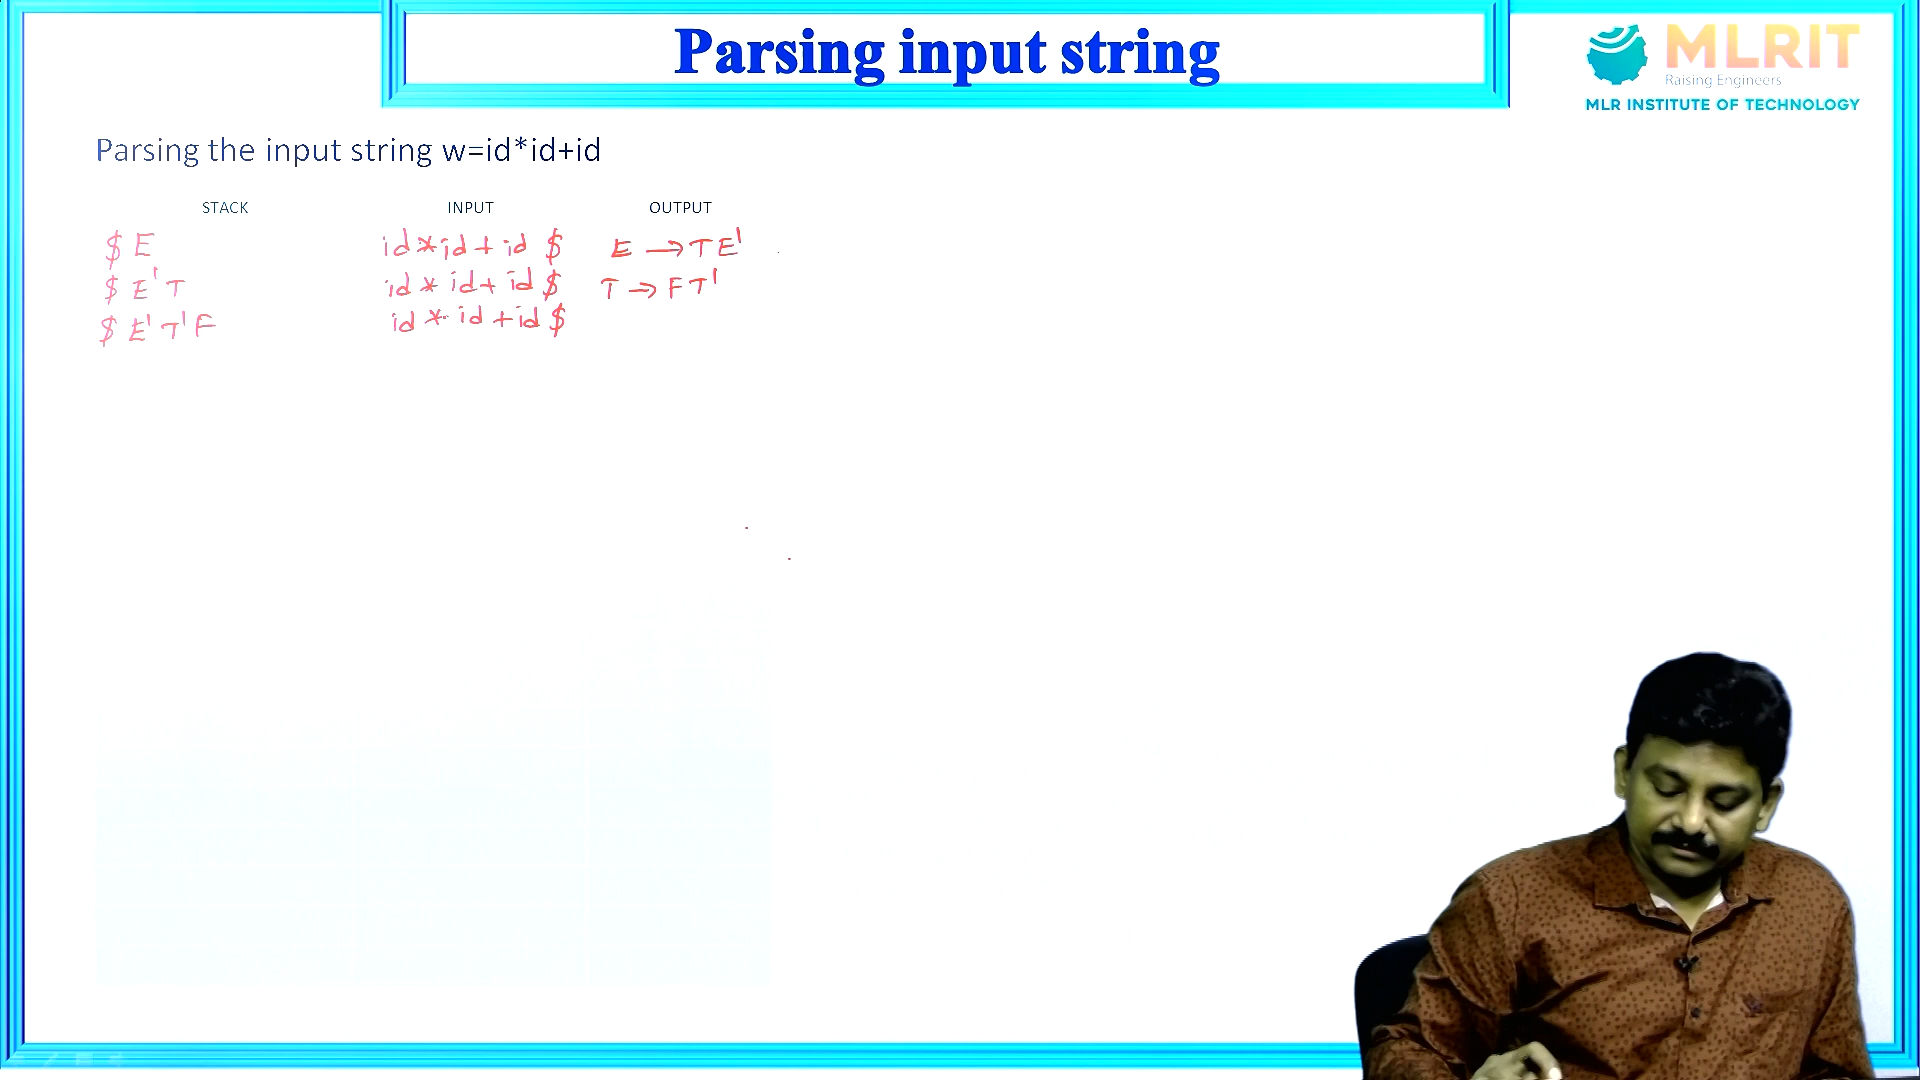 Parsing input string
MLRIT
Raising Engineers
MLR INSTITUTE OF TECHNOLOGY
Parsing the input string w=id*id+id
STACK INPUT OUTPUT
$ E id*id+id $ E → TE'
$ E'T id * id+ id $ T → FT'
$ E'T'F id * id +id $